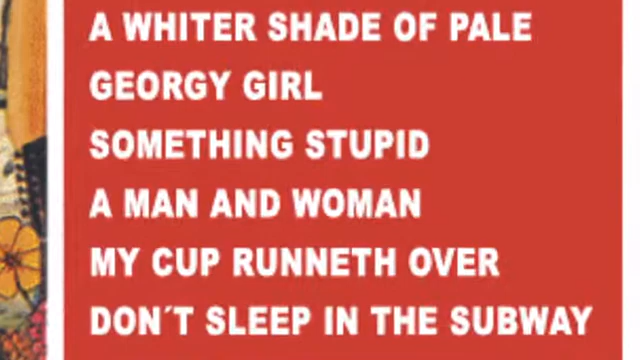 A WHITER SHADE OF PALE
GEORGY GIRL
SOMETHING STUPID
A MAN AND WOMAN
MY CUP RUNNETH OVER
DON´T SLEEP IN THE SUBWAY